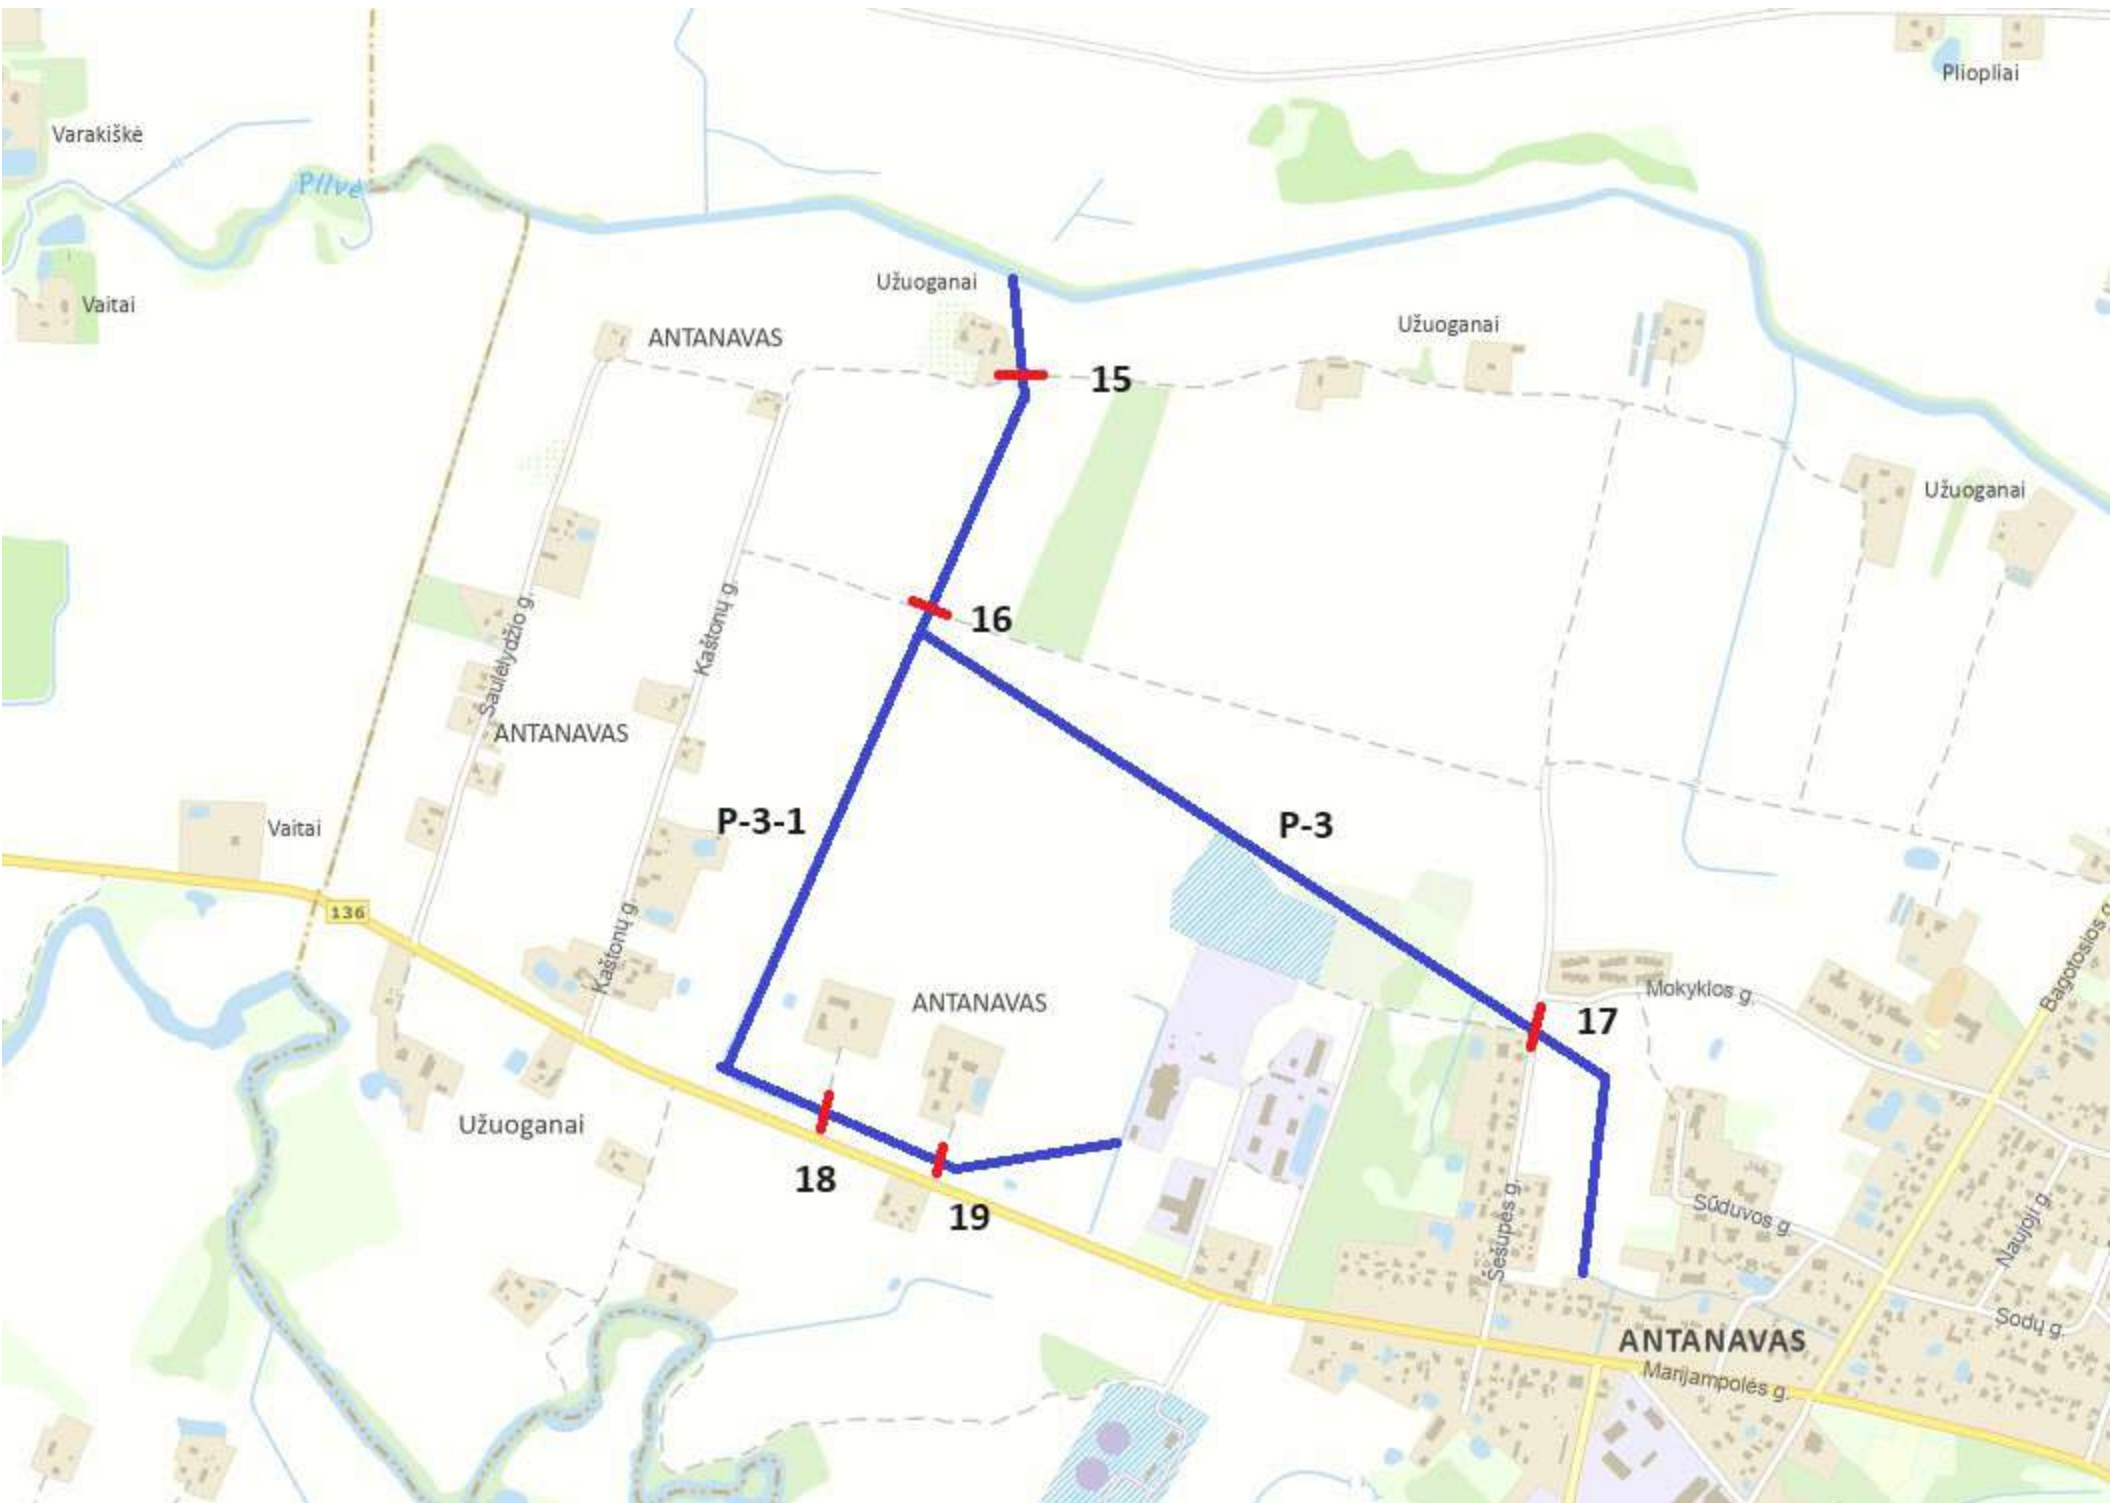 Pliopliai
Varakiškė
Pilvė
Užuoganai
Vaitai
Užuoganai
ANTANAVAS
15
Užuoganai
16
Saulėlydžio g.
Kaštonų g.
ANTANAVAS
P-3-1
P-3
Vaitai
136
Kaštonų g.
Bagotosios g.
Mokyklos g.
ANTANAVAS
17
Užuoganai
18
19
Šešupės g.
Sūduvos g.
Naujoji g.
Sodų g.
ANTANAVAS
Marijampolės g.